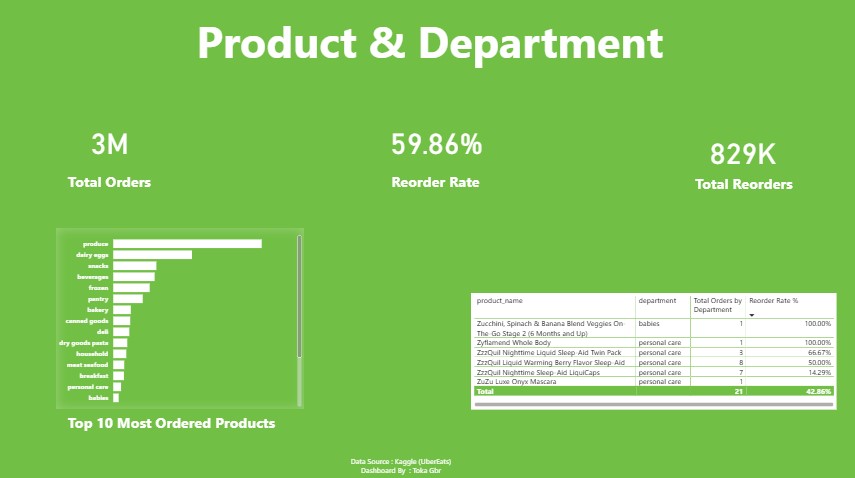 Product & Department
3M
Total Orders
59.86%
Reorder Rate
829K
Total Reorders
produce
dairy eggs
snacks
beverages
frozen
pantry
bakery
canned goods
deli
dry goods pasta
household
meat seafood
breakfast
personal care
babies
Top 10 Most Ordered Products
product_name department Total Orders by Reorder Rate %
Department
Zucchini, Spinach & Banana Blend Veggies On- babies 1 100.00%
The-Go Stage 2 (6 Months and Up)
Zyflamend Whole Body personal care 1 100.00%
ZzzQuil Nighttime Liquid Sleep-Aid Twin Pack personal care 3 66.67%
ZzzQuil Liquid Warming Berry Flavor Sleep-Aid personal care 8 50.00%
ZzzQuil Nighttime Sleep-Aid LiquiCaps personal care 7 14.29%
ZuZu Luxe Onyx Mascara personal care 1
Total 21 42.86%
Data Source : Kaggle (UberEats)
Dashboard By : Toka Gbr